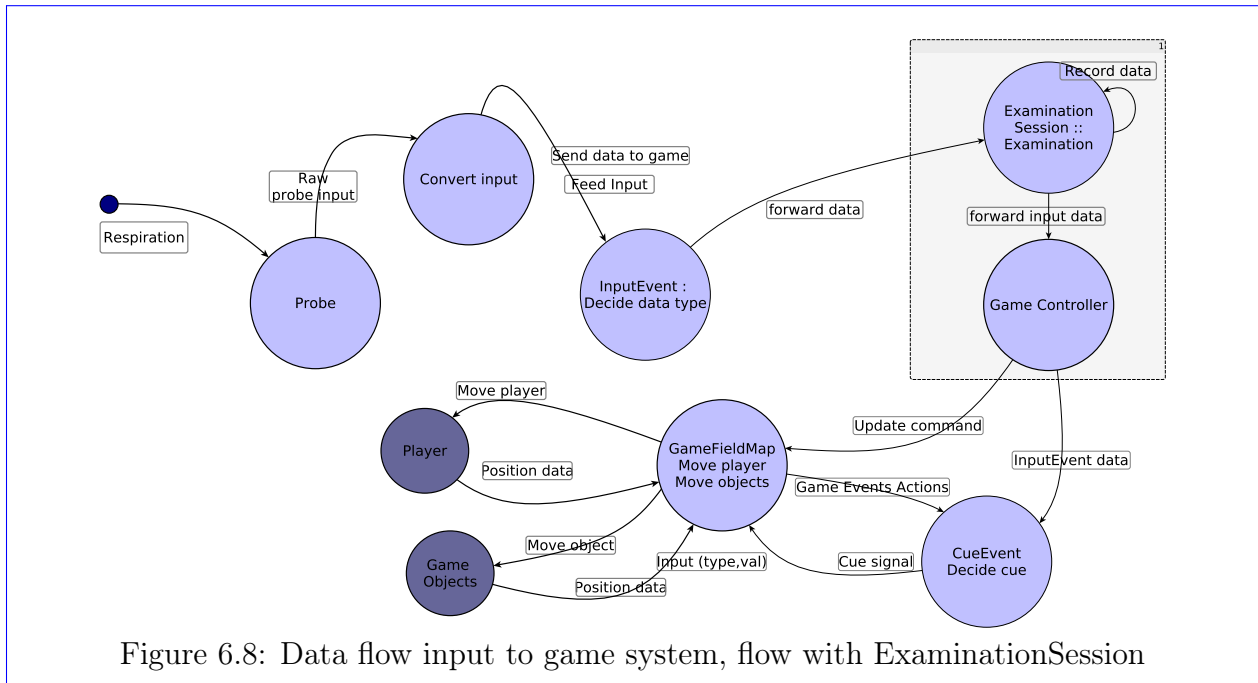 1
Record data
Examination
Session ::
Examination
Convert input
Send data to game
Raw
probe input
Feed Input
forward data
forward input data
Respiration
InputEvent :
Decide data type
Probe
Game Controller
Move player
Update command
Player
GameFieldMap
Move player
Move objects
Position data
InputEvent data
Game Events Actions
Move object
Input (type,val)
Cue signal
CueEvent
Decide cue
Game
Objects
Position data
Figure 6.8: Data flow input to game system, flow with ExaminationSession